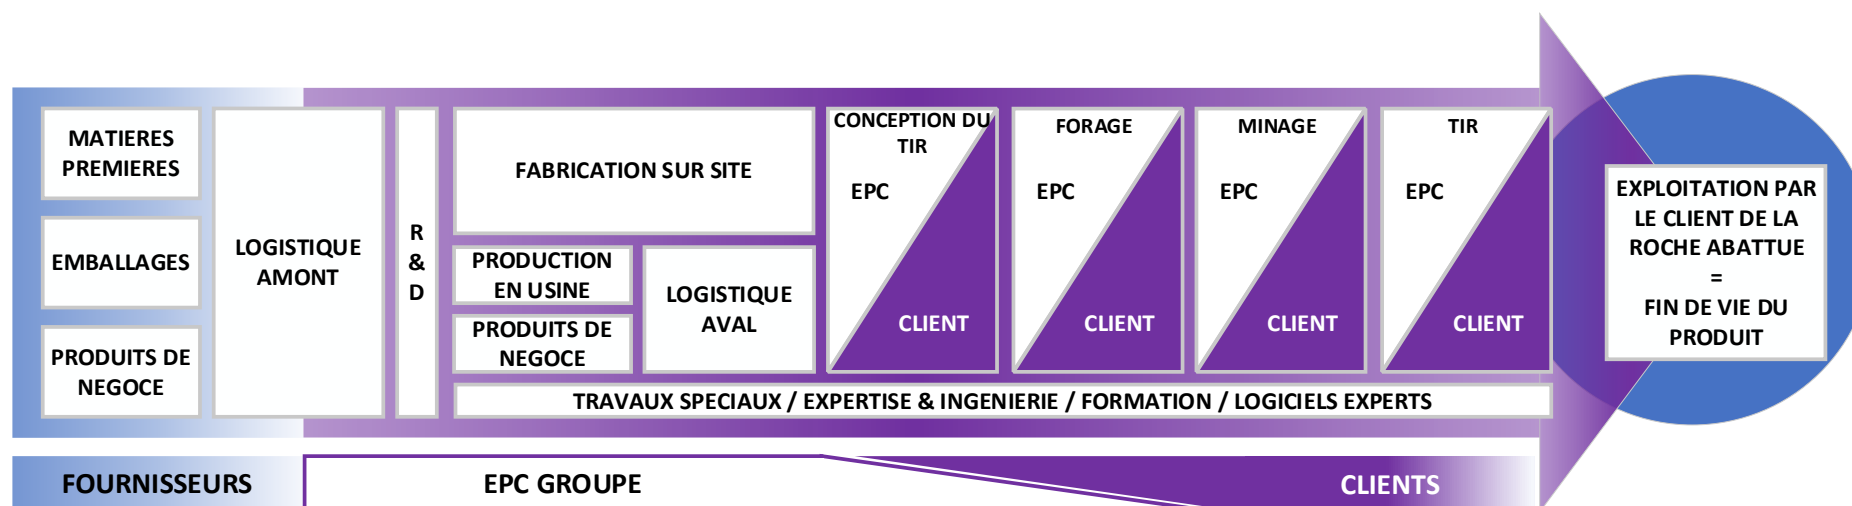 MATIERES
PREMIERES
EMBALLAGES
PRODUITS DE
NEGOCE
LOGISTIQUE
AMONT
R
&
D
FABRICATION SUR SITE
PRODUCTION
EN USINE
PRODUITS DE
NEGOCE
LOGISTIQUE
AVAL
CONCEPTION DU
TIR
EPC
CLIENT
FORAGE
EPC
CLIENT
MINAGE
EPC
CLIENT
TIR
EPC
CLIENT
TRAVAUX SPECIAUX / EXPERTISE & INGENIERIE / FORMATION / LOGICIELS EXPERTS
EXPLOITATION PAR
LE CLIENT DE LA
ROCHE ABATTUE
=
FIN DE VIE DU
PRODUIT
FOURNISSEURS
EPC GROUPE
CLIENTS